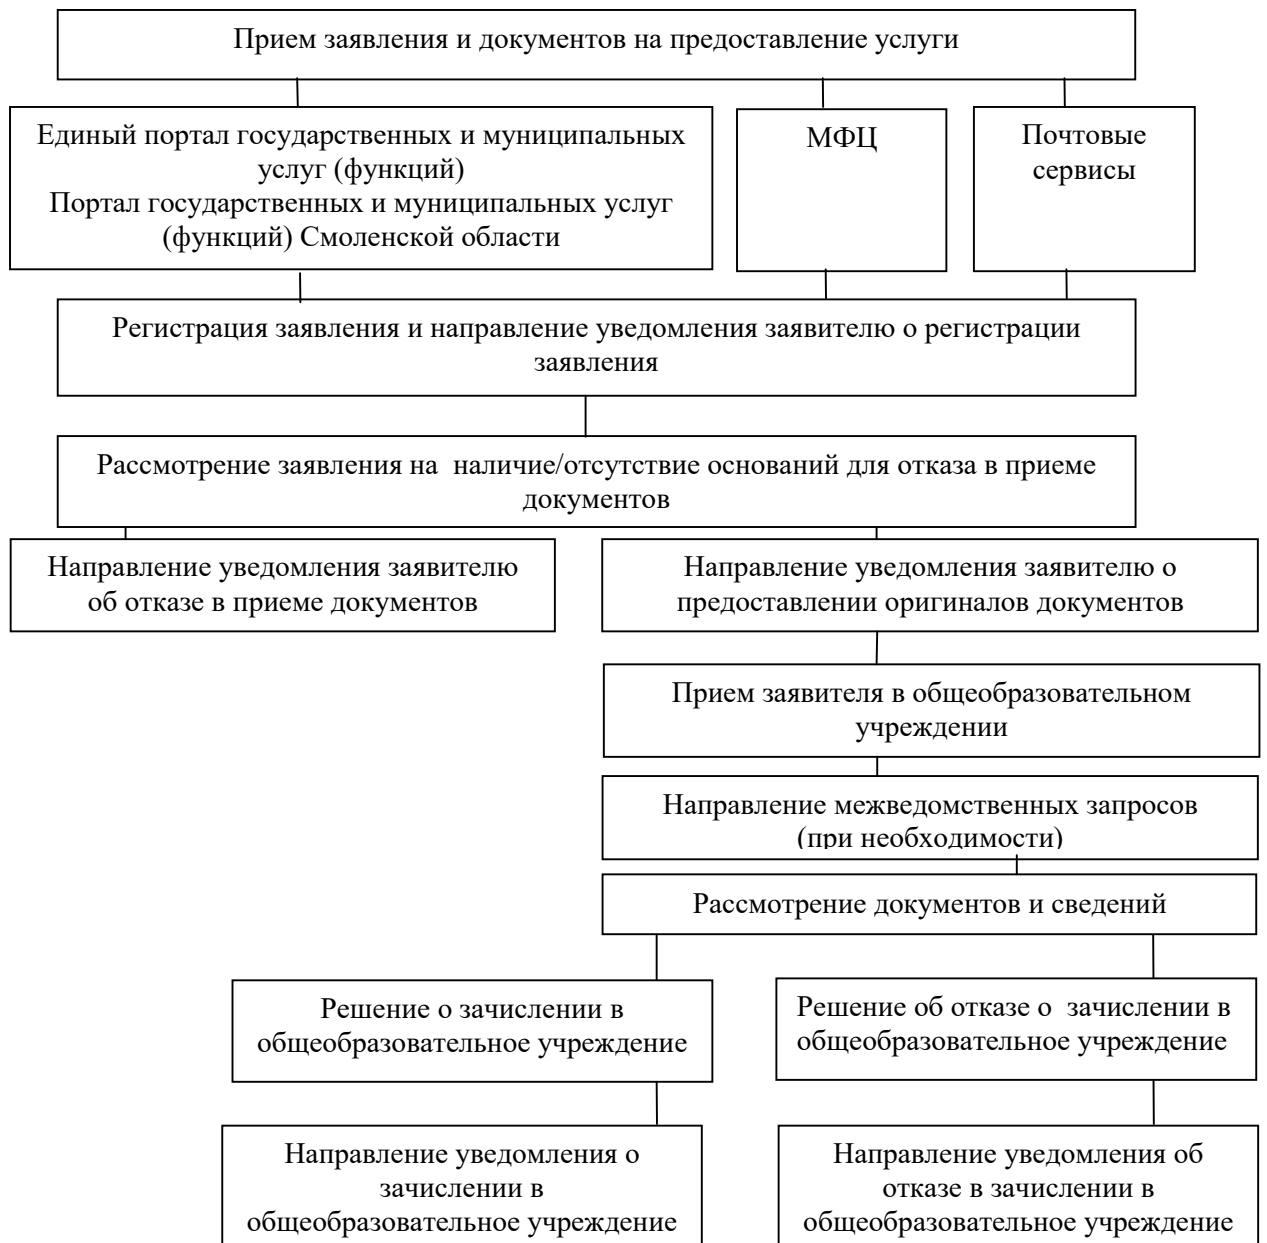 Прием заявления и документов на предоставление услуги
Единый портал государственных и муниципальных
услуг (функций)
Портал государственных и муниципальных услуг
(функций) Смоленской области
МФЦ
Почтовые
сервисы
Регистрация заявления и направление уведомления заявителю о регистрации
заявления
Рассмотрение заявления на  наличие/отсутствие оснований для отказа в приеме
документов
Направление уведомления заявителю
об отказе в приеме документов
Направление уведомления заявителю о
предоставлении оригиналов документов
Прием заявителя в общеобразовательном
учреждении
Направление межведомственных запросов
(при необходимости)
Рассмотрение документов и сведений
Решение о зачислении в
общеобразовательное учреждение
Решение об отказе о  зачислении в
общеобразовательное учреждение
Направление уведомления о
зачислении в
общеобразовательное учреждение
Направление уведомления об
отказе в зачислении в
общеобразовательное учреждение